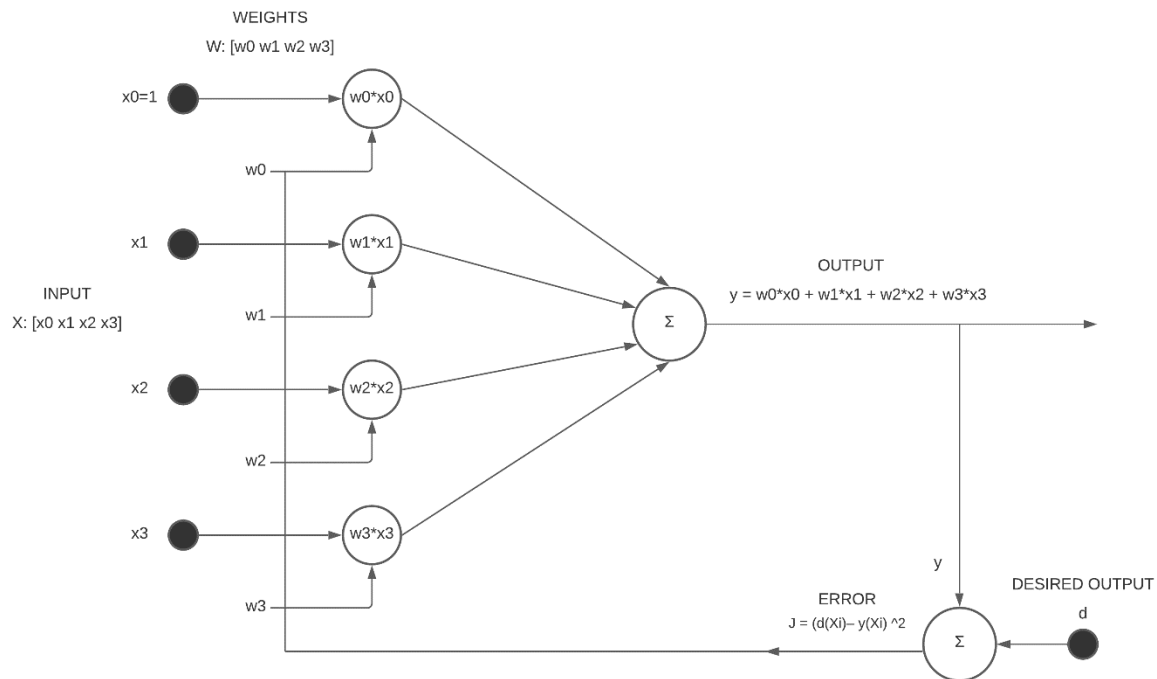 WEIGHTS
W: [w0 w1 w2 w3]
x0=1
w0*x0
w0
x1
w1*x1
w1
INPUT
X: [x0 x1 x2 x3]
x2
w2*x2
w2
x3
w3*x3
w3
Σ
OUTPUT
y = w0*x0 + w1*x1 + w2*x2 + w3*x3
y
DESIRED OUTPUT
d
ERROR
J = (d(Xi)– y(Xi) ^2
Σ